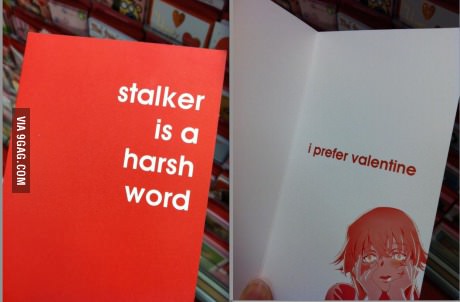 stalker
is a
harsh
word
i prefer valentine
VIA 9GAG.COM